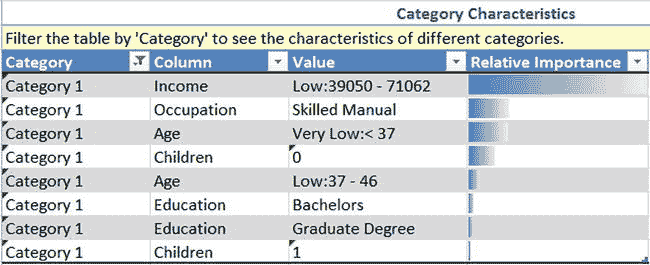 Category Characteristics
Filter the table by 'Category' to see the characteristics of different categories.
Category Column Value Relative Importance
Category 1 Income Low:39050 - 71062
Category 1 Occupation Skilled Manual
Category 1 Age Very Low:< 37
Category 1 Children 0
Category 1 Age Low:37 - 46
Category 1 Education Bachelors
Category 1 Education Graduate Degree
Category 1 Children 1